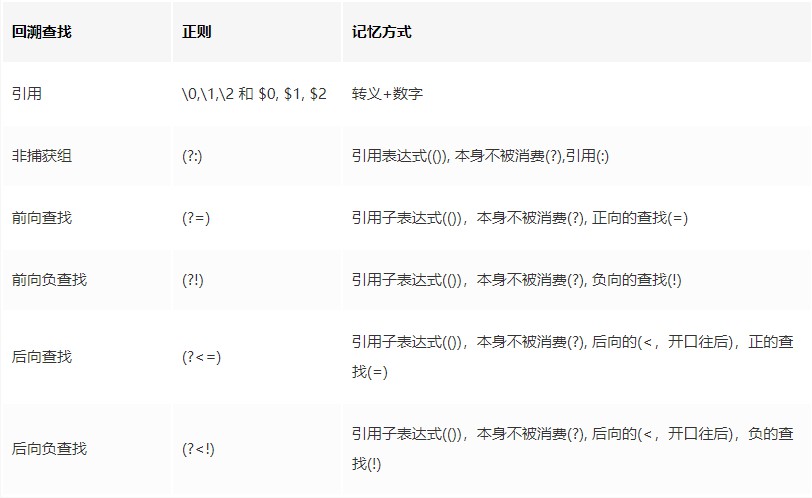 回溯查找 正则 记忆方式
引用 \0,\1,\2 和 $0, $1, $2 转义+数字
非捕获组 (?:) 引用表达式(()), 本身不被消费(?),引用(:)
前向查找 (?=) 引用子表达式(())，本身不被消费(?), 正向的查找(=)
前向负查找 (?!) 引用子表达式(())，本身不被消费(?), 负向的查找(!)
后向查找 (?<=) 引用子表达式(())，本身不被消费(?), 后向的(<，开口往后)，正的查
找(=)
后向负查找 (?<!) 引用子表达式(())，本身不被消费(?), 后向的(<，开口往后)，负的查
找(!)